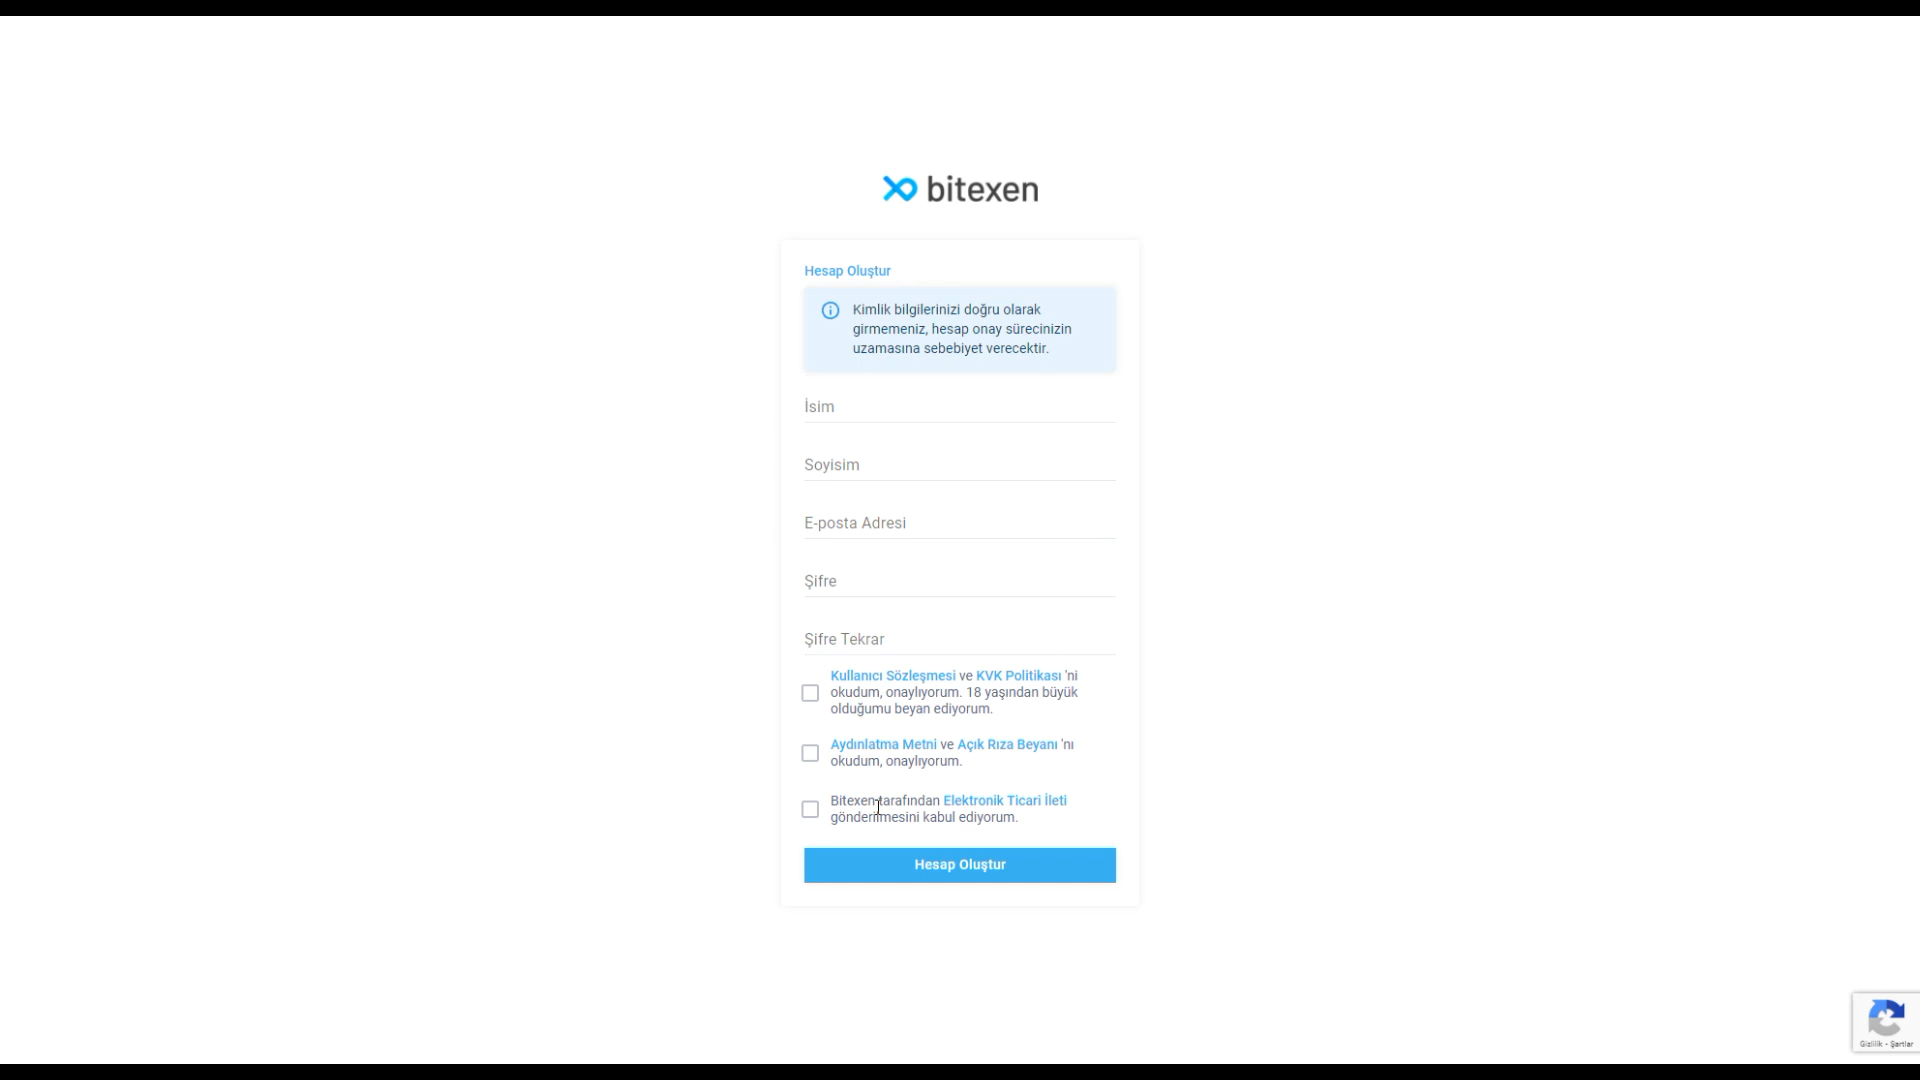 bitexen
Hesap Oluştur
Kimlik bilgilerinizi doğru olarak
girmemeniz, hesap onay sürecinizin
uzamasına sebebiyet verecektir.
İsim
Soyisim
E-posta Adresi
Şifre
Şifre Tekrar
Kullanıcı Sözleşmesi ve KVK Politikası 'ni
okudum, onaylıyorum. 18 yaşından büyük
olduğumu beyan ediyorum.
Aydınlatma Metni ve Açık Rıza Beyanı 'nı
okudum, onaylıyorum.
Bitexen tarafından Elektronik Ticari İleti
gönderilmesini kabul ediyorum.
Hesap Oluştur
Gizlilik - Şartlar